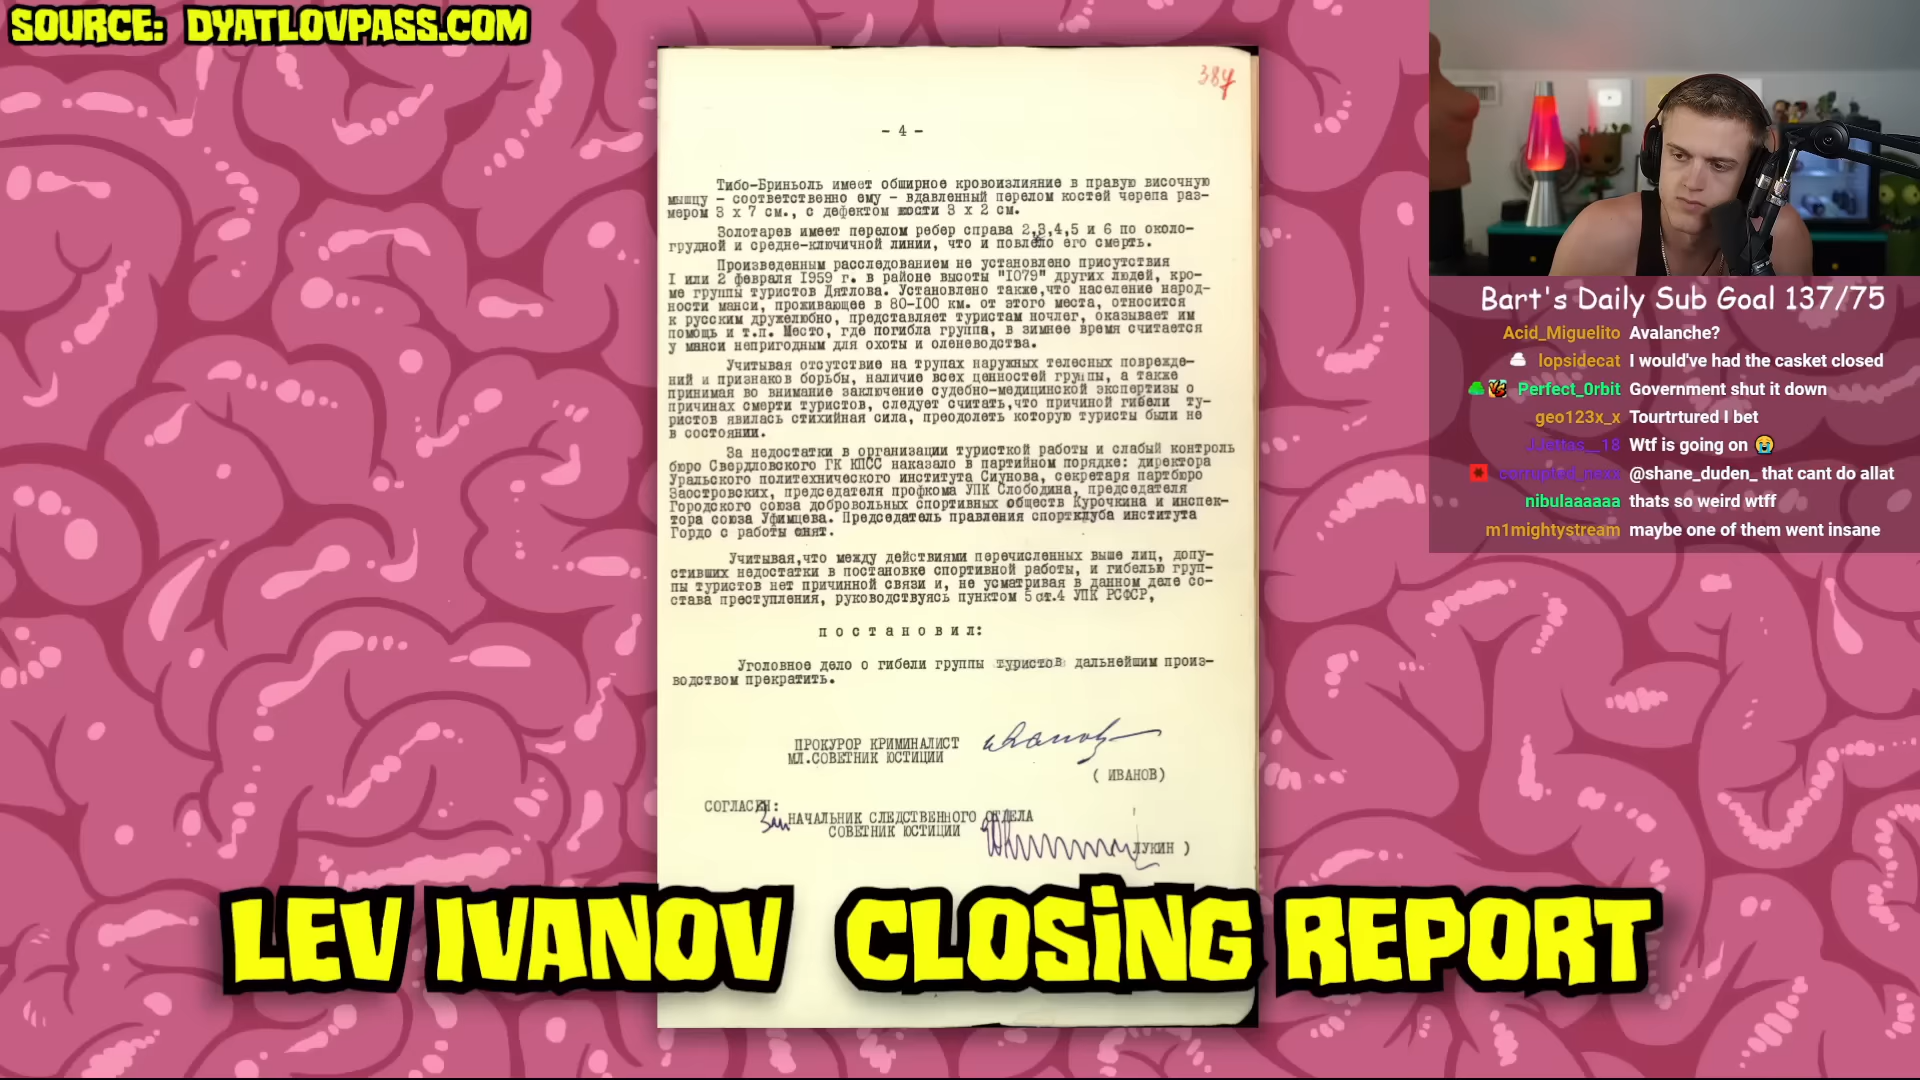 SOURCE: DYATLOVPASS.COM
384
- 4 -
Тибо-Бриньоль имеет обширное кровоизлияние в правую височную
мышцу - соответственно ему - вдавленный перелом костей черепа раз-
мером 3 х 7 см., с дефектом кости 3 х 2 см.
Золотарев имеет перелом ребер справа 2,3,4,5 и 6 по около-
грудной и средне-ключичной линии, что и повлело его смерть.
Произведенным расследованием не установлено присутствия
I или 2 февраля 1959 г. в районе высоты "1079" других людей, кро-
ме группы туристов Дятлова. Установлено также,что население народ-
ности манси, проживающее в 80-100 км. от этого места, относится
к русским дружелюбно, представляет туристам ночлег, оказывает им
помощь и т.п. Место, где погибла группа, в зимнее время считается
у манси непригодным для охоты и оленеводства.
Учитывая отсутствие на трупах наружных телесных поврежде-
ний и признаков борьбы, наличие всех ценностей группы, а также
принимая во внимание заключение судебно-медицинской экспертизы о
причинах смерти туристов, следует считать,что причиной гибели ту-
ристов явилась стихийная сила, преодолеть которую туристы были не
в состоянии.
За недостатки в организации туристкой работы и слабый контроль
бюро Свердловского ГК КПСС наказало в партийном порядке: директора
Уральского политехнического института Сиунова, секретаря партбюро
Заостровских, председателя профкома УПК Слободина, председателя
Городского союза добровольных спортивных обществ Курочкина и инспек-
тора союза Уфимцева. Председатель правления спортклуба института
Гордо с работы снят.
Учитывая,что между действиями перечисленных выше лиц, допу-
стивших недостатки в постановке спортивной работы, и гибелью груп-
пы туристов нет причинной связи и, не усматривая в данном деле со-
става преступления, руководствуясь пунктом 5 ст.4 УПК РСФСР,
п о с т а н о в и л:
Уголовное дело о гибели группы туристов дальнейшим произ-
водством прекратить.
ПРОКУРОР КРИМИНАЛИСТ
МЛ.СОВЕТНИК ЮСТИЦИИ
( ИВАНОВ)
СОГЛАСЕН:
Зам НАЧАЛЬНИК СЛЕДСТВЕННОГО ОТДЕЛА
СОВЕТНИК ЮСТИЦИИ
ЛУКИН )
LEV IVANOV CLOSING REPORT
Bart's Daily Sub Goal 137/75
Acid_Miguelito Avalanche?
lopsidecat I would've had the casket closed
Perfect_0rbit Government shut it down
geo123x_x Tourtrtured I bet
18 Wtf is going on
@shane_duden_ that cant do allat
nibulaaaaaa thats so weird wtff
m1mightystream maybe one of them went insane